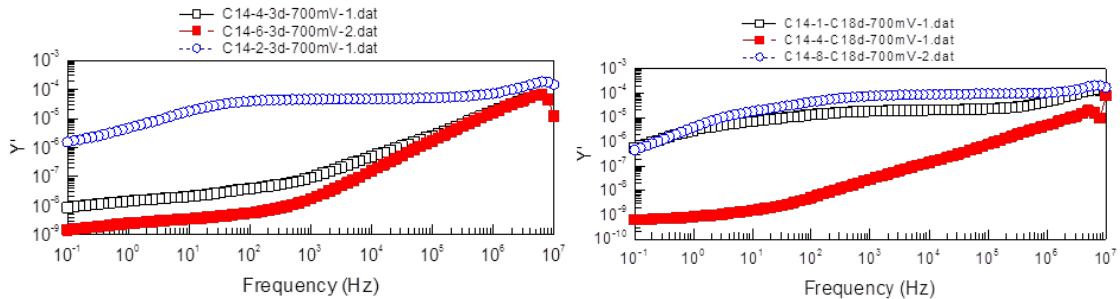 C14-4-3d-700mV-1.dat
C14-6-3d-700mV-2.dat
C14-2-3d-700mV-1.dat
10⁻³
10⁻⁴
10⁻⁵
10⁻⁶
10⁻⁷
10⁻⁸
10⁻⁹
Y'
10⁻¹ 10⁰ 10¹ 10² 10³ 10⁴ 10⁵ 10⁶ 10⁷
Frequency (Hz)
C14-1-C18d-700mV-1.dat
C14-4-C18d-700mV-1.dat
C14-8-C18d-700mV-2.dat
10⁻³
10⁻⁴
10⁻⁵
10⁻⁶
10⁻⁷
10⁻⁸
10⁻⁹
10⁻¹⁰
Y'
10⁻¹ 10⁰ 10¹ 10² 10³ 10⁴ 10⁵ 10⁶ 10⁷
Frequency (Hz)